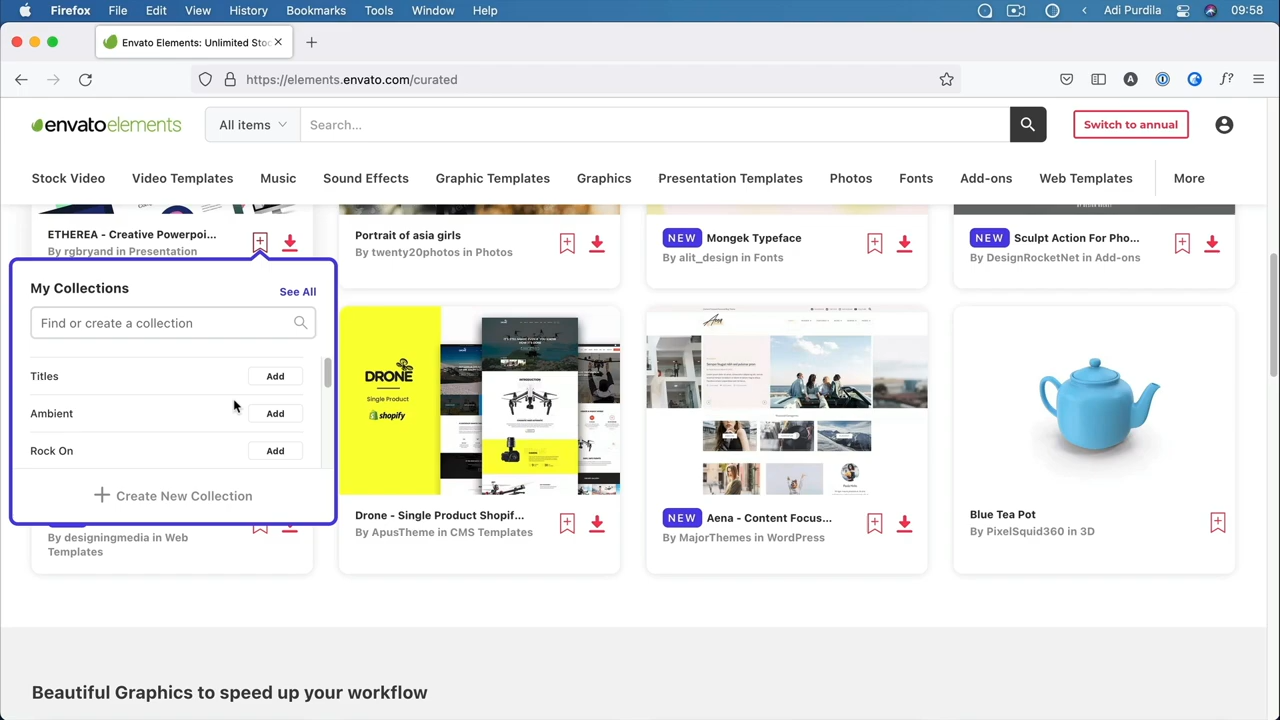 Firefox File Edit View History Bookmarks Tools Window Help
Adi Purdila 09:58
Envato Elements: Unlimited Stoc
https://elements.envato.com/curated
envatoelements
All items
Search...
Switch to annual
Stock Video Video Templates Music Sound Effects Graphic Templates Graphics Presentation Templates Photos Fonts Add-ons Web Templates More
ETHEREA - Creative Powerpoi...
By rgbryand in Presentation
Portrait of asia girls
By twenty20photos in Photos
NEW Mongek Typeface
By alit_design in Fonts
NEW Sculpt Action For Pho...
By DesignRocketNet in Add-ons
My Collections
See All
Find or create a collection
Titles Add
Ambient Add
Rock On Add
Create New Collection
By designingmedia in Web
Templates
DRONE
Single Product
shopify
INTRODUCTION
Drone - Single Product Shopif...
By ApusTheme in CMS Templates
NEW Aena - Content Focus...
By MajorThemes in WordPress
Blue Tea Pot
By PixelSquid360 in 3D
Beautiful Graphics to speed up your workflow